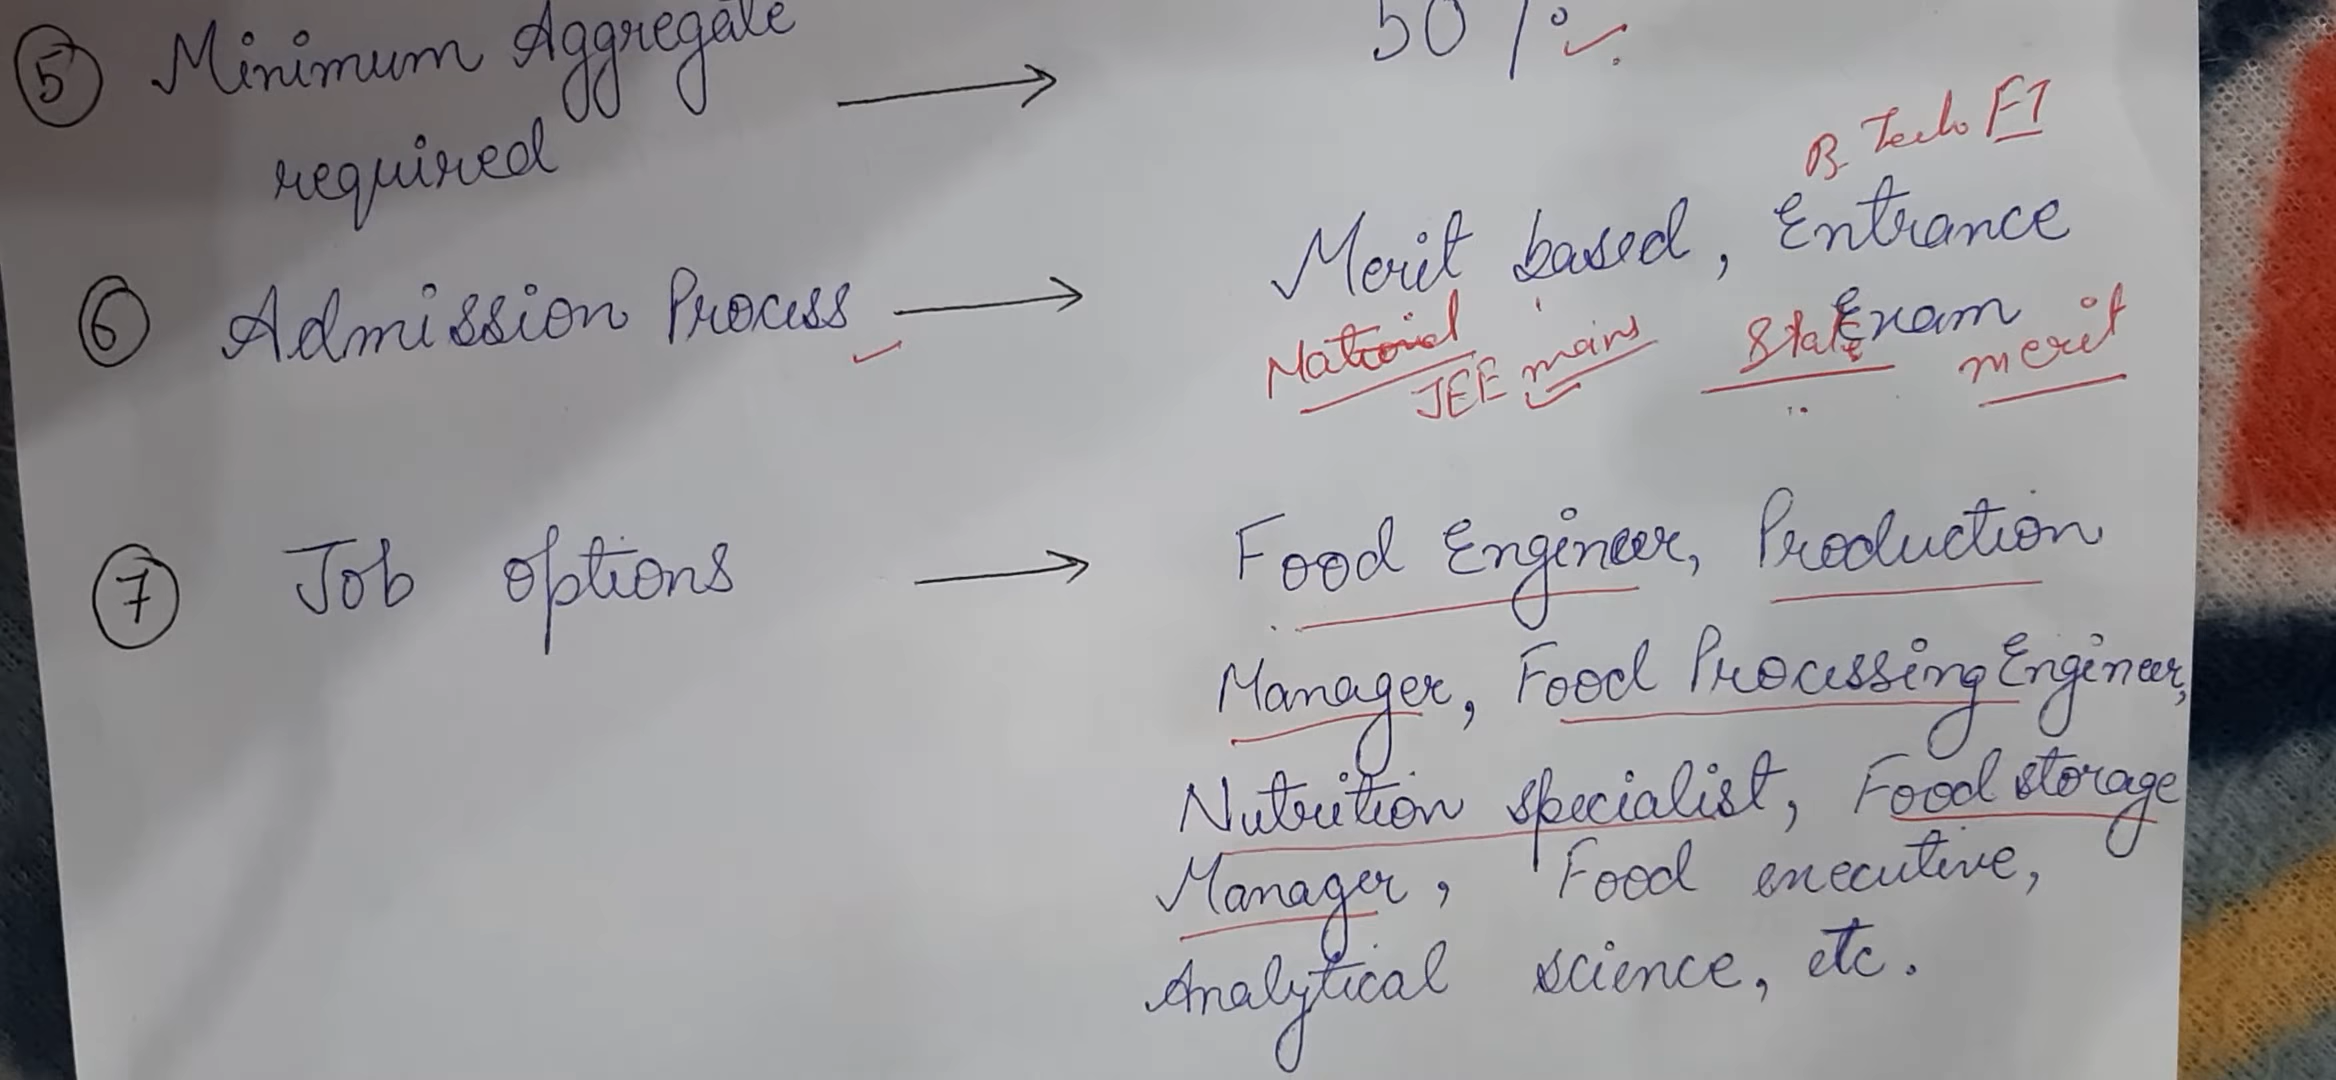 5 Minimum Aggregate → 50%
required
B. Tech FT
6 Admission Process → Merit based, Entrance
Exam
National JEE mains State merit
7 Job options → Food Engineer, Production
Manager, Food Processing Engineer,
Nutrition specialist, Food storage
Manager, Food executive,
Analytical science, etc.